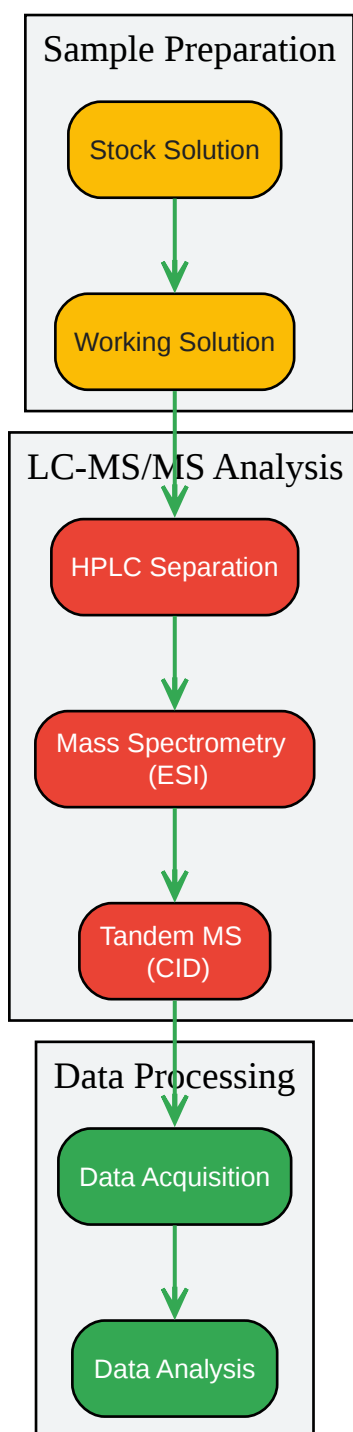 Sample Preparation
Stock Solution
Working Solution
LC-MS/MS Analysis
HPLC Separation
Mass Spectrometry
(ESI)
Tandem MS
(CID)
Data Processing
Data Acquisition
Data Analysis